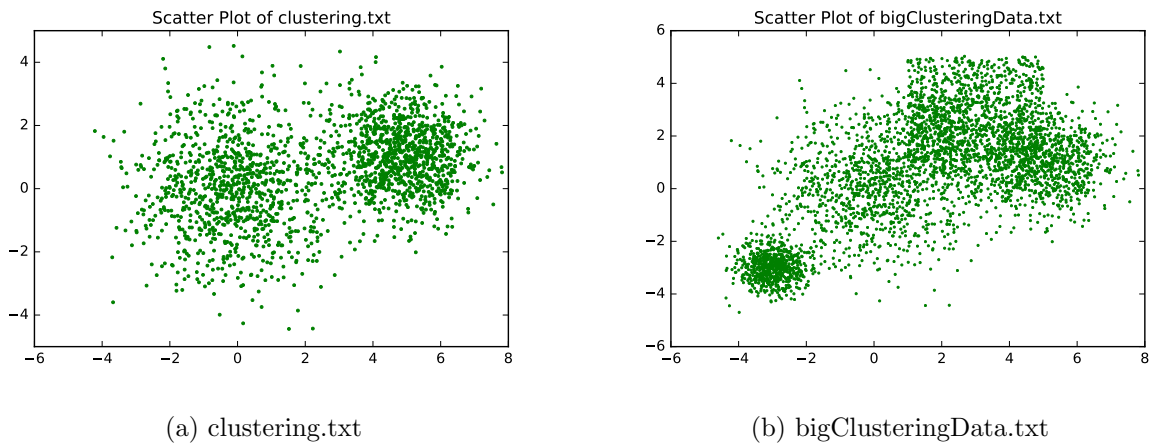 Scatter Plot of clustering.txt
4
2
0
−2
−4
−6 −4 −2 0 2 4 6 8
(a) clustering.txt
Scatter Plot of bigClusteringData.txt
6
4
2
0
−2
−4
−6
−6 −4 −2 0 2 4 6 8
(b) bigClusteringData.txt